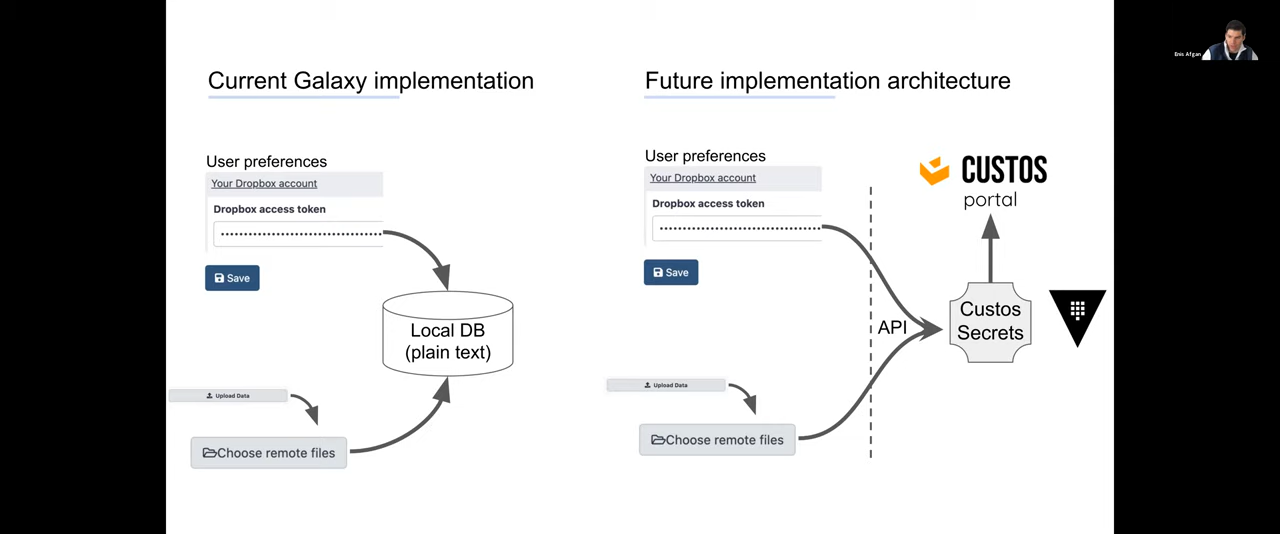 Current Galaxy implementation
User preferences
Your Dropbox account
Dropbox access token
Save
Local DB
(plain text)
Upload Data
Choose remote files
Future implementation architecture
User preferences
Your Dropbox account
Dropbox access token
Save
Upload Data
Choose remote files
API
CUSTOS
portal
Custos
Secrets
Enis Afgan